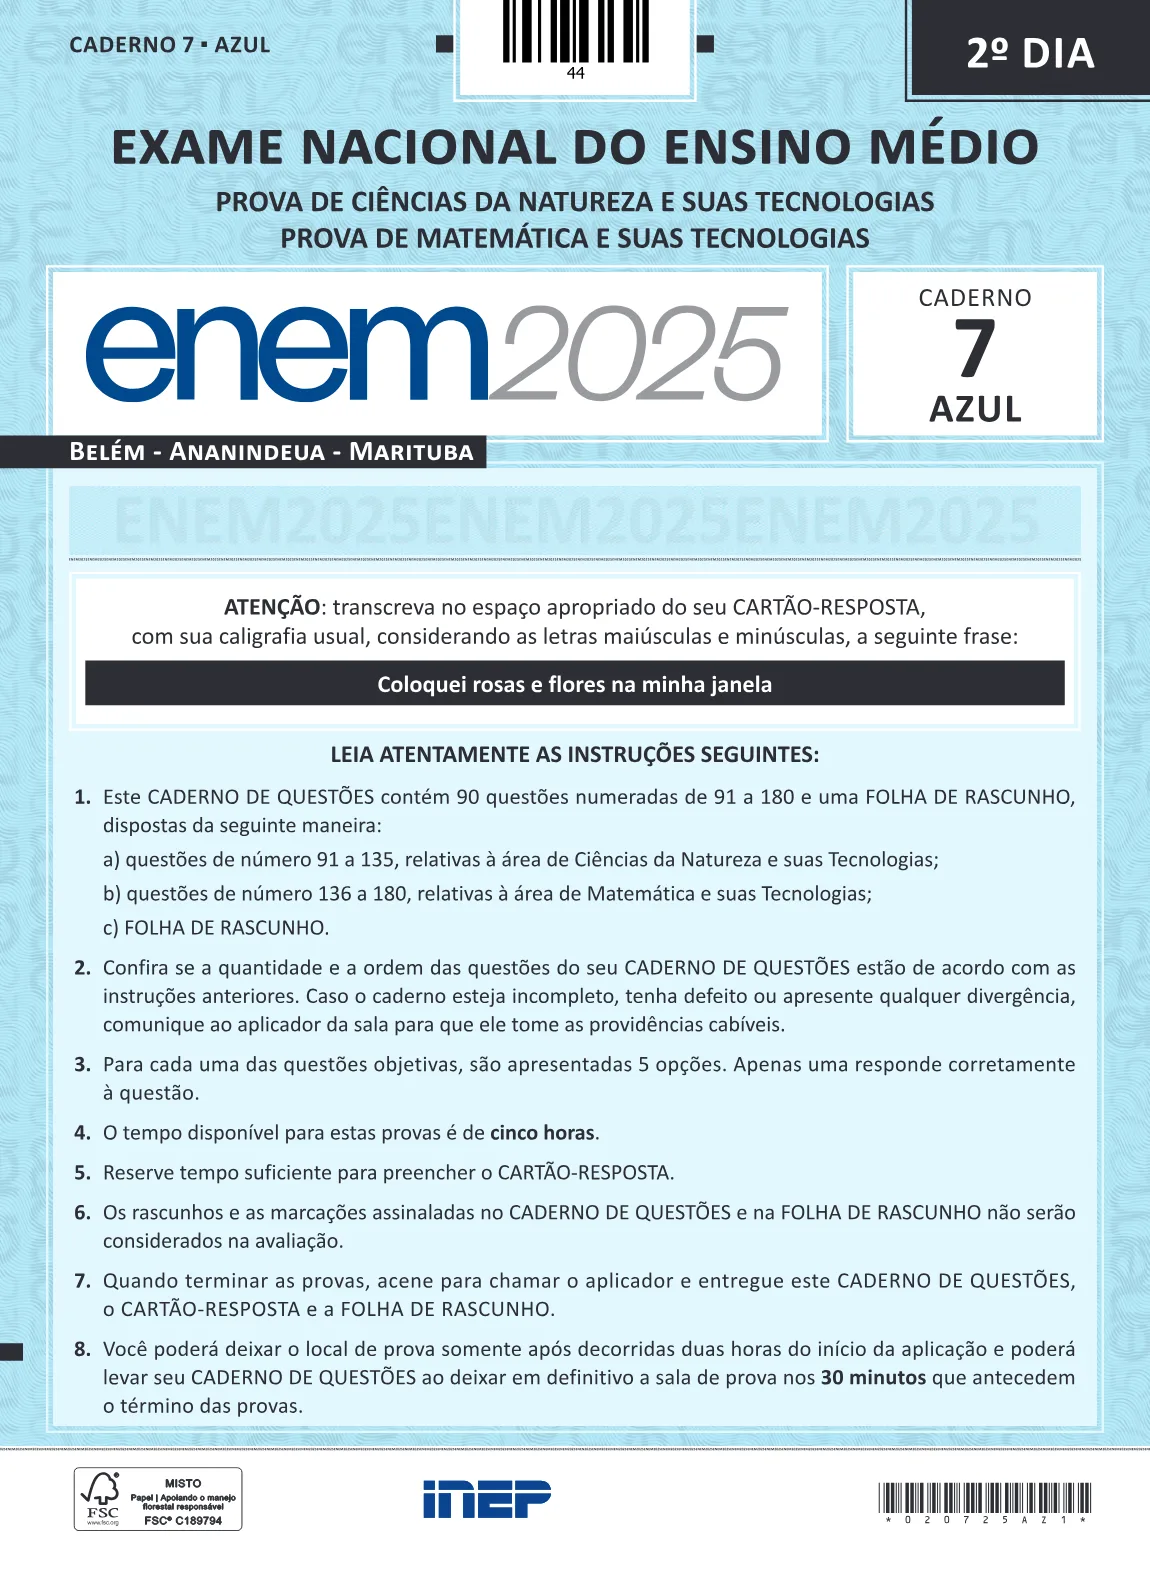 CADERNO 7 ▪ AZUL
44
2º DIA
EXAME NACIONAL DO ENSINO MÉDIO
PROVA DE CIÊNCIAS DA NATUREZA E SUAS TECNOLOGIAS
PROVA DE MATEMÁTICA E SUAS TECNOLOGIAS
enem2025
CADERNO
7
AZUL
BELÉM - ANANINDEUA - MARITUBA
ENEM2025ENEM2025ENEM2025
ATENÇÃO: transcreva no espaço apropriado do seu CARTÃO-RESPOSTA,
com sua caligrafia usual, considerando as letras maiúsculas e minúsculas, a seguinte frase:
Coloquei rosas e flores na minha janela
LEIA ATENTAMENTE AS INSTRUÇÕES SEGUINTES:
1. Este CADERNO DE QUESTÕES contém 90 questões numeradas de 91 a 180 e uma FOLHA DE RASCUNHO,
dispostas da seguinte maneira:
a) questões de número 91 a 135, relativas à área de Ciências da Natureza e suas Tecnologias;
b) questões de número 136 a 180, relativas à área de Matemática e suas Tecnologias;
c) FOLHA DE RASCUNHO.
2. Confira se a quantidade e a ordem das questões do seu CADERNO DE QUESTÕES estão de acordo com as
instruções anteriores. Caso o caderno esteja incompleto, tenha defeito ou apresente qualquer divergência,
comunique ao aplicador da sala para que ele tome as providências cabíveis.
3. Para cada uma das questões objetivas, são apresentadas 5 opções. Apenas uma responde corretamente
à questão.
4. O tempo disponível para estas provas é de cinco horas.
5. Reserve tempo suficiente para preencher o CARTÃO-RESPOSTA.
6. Os rascunhos e as marcações assinaladas no CADERNO DE QUESTÕES e na FOLHA DE RASCUNHO não serão
considerados na avaliação.
7. Quando terminar as provas, acene para chamar o aplicador e entregue este CADERNO DE QUESTÕES,
o CARTÃO-RESPOSTA e a FOLHA DE RASCUNHO.
8. Você poderá deixar o local de prova somente após decorridas duas horas do início da aplicação e poderá
levar seu CADERNO DE QUESTÕES ao deixar em definitivo a sala de prova nos 30 minutos que antecedem
o término das provas.
FSC
www.fsc.org
MISTO
Papel | Apoiando o manejo
florestal responsável
FSC® C189794
INEP
*020725AZ1*